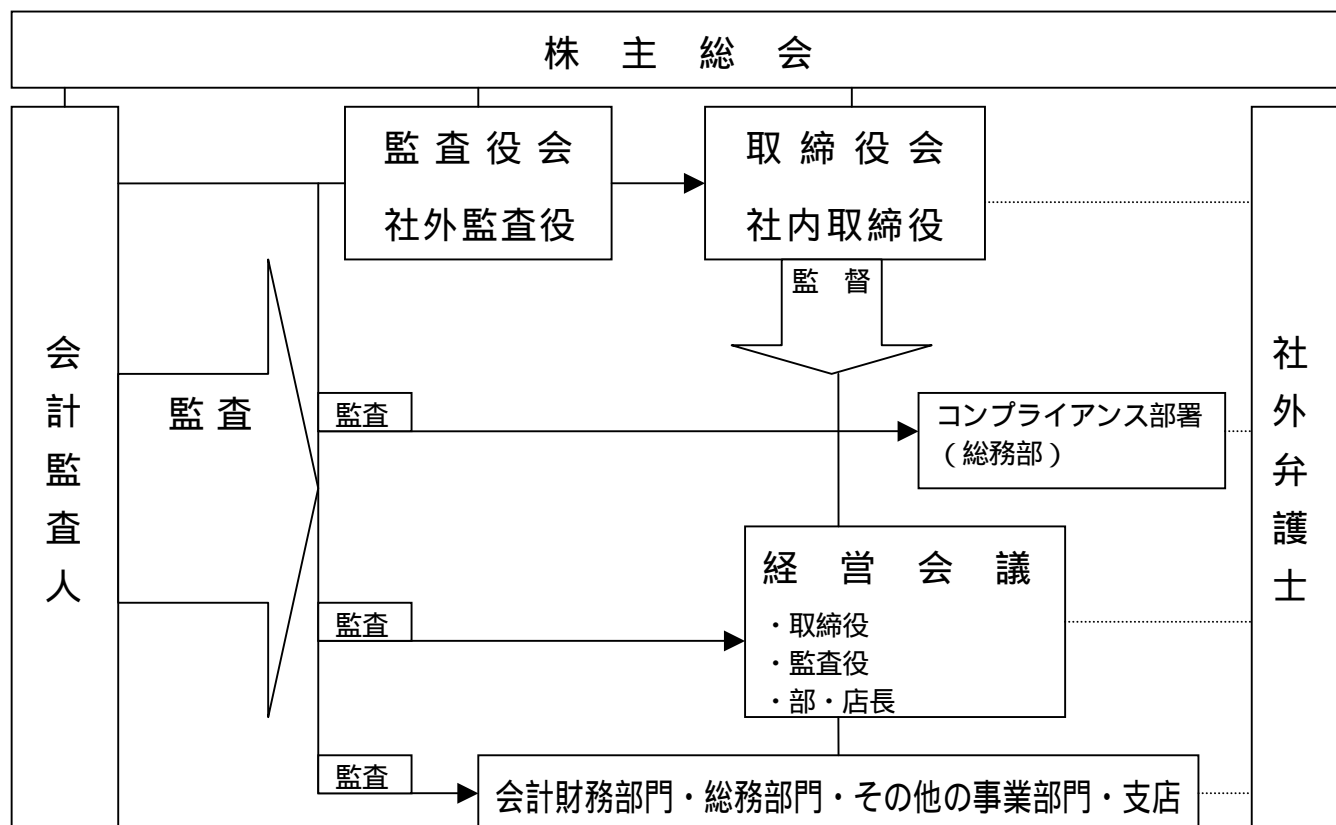 株主総会
監査役会
社外監査役
取締役会
社内取締役
監督
会計監査人
監査
監査
コンプライアンス部署
（総務部）
社外弁護士
経営会議
・取締役
・監査役
・部・店長
監査
監査
会計財務部門・総務部門・その他の事業部門・支店